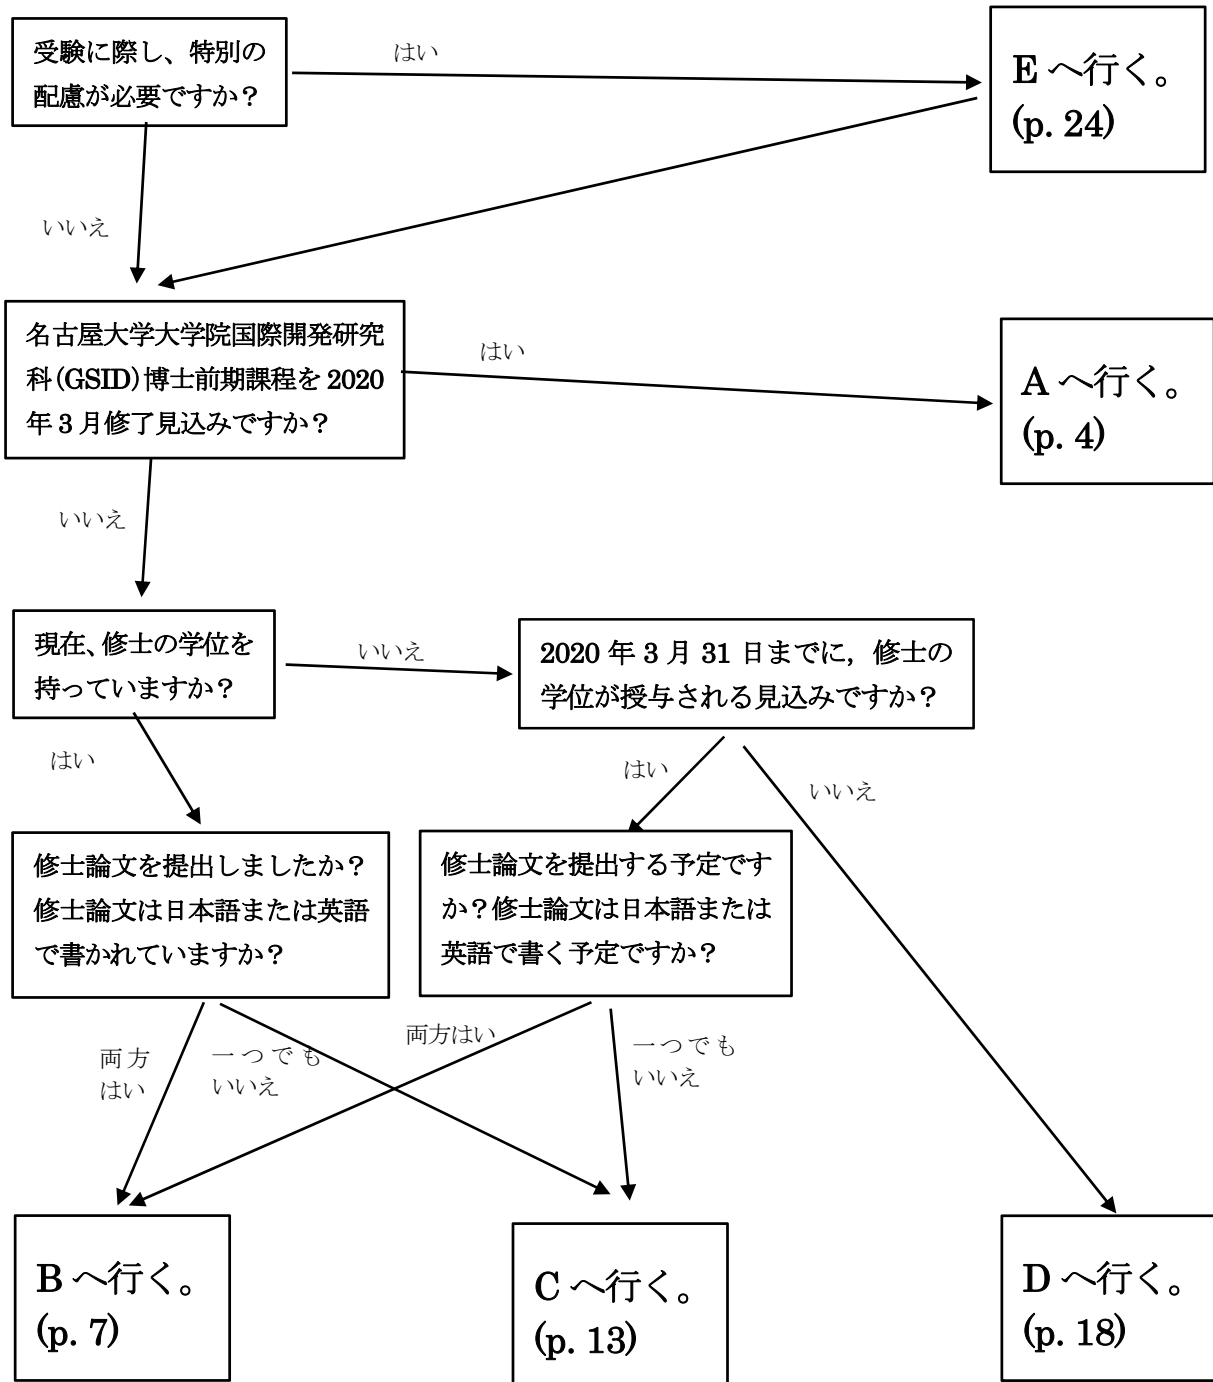 受験に際し、特別の
配慮が必要ですか？
はい
E へ行く。
(p. 24)
いいえ
名古屋大学大学院国際開発研究
科(GSID)博士前期課程を 2020
年 3 月修了見込みですか？
はい
A へ行く。
(p. 4)
いいえ
現在、修士の学位を
持っていますか？
いいえ
2020 年 3 月 31 日までに，修士の
学位が授与される見込みですか？
はい
はい
いいえ
修士論文を提出しましたか？
修士論文は日本語または英語
で書かれていますか？
修士論文を提出する予定です
か？修士論文は日本語または
英語で書く予定ですか？
両方
はい
一つでも
いいえ
両方はい
一つでも
いいえ
B へ行く。
(p. 7)
C へ行く。
(p. 13)
D へ行く。
(p. 18)